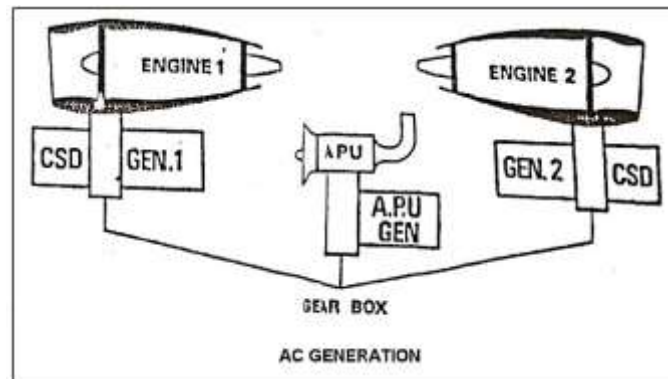 ENGINE 1
ENGINE 2
CSD
GEN.1
APU
A.P.U
GEN
GEN.2
CSD
GEAR BOX
AC GENERATION